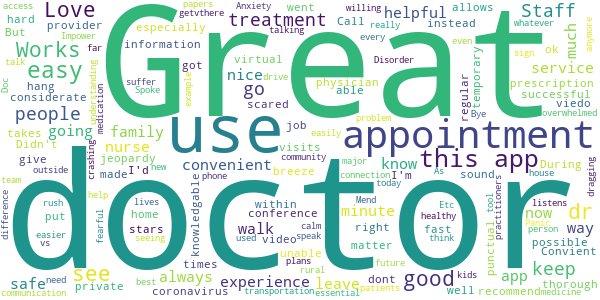 access papers Anxiety went willing Call allows
Love treatment helpful Staff
hard provider especially instead
But information really whatever
Works easy Impower far getvthere talking every even sign ok much anymore
talk got virtual Disorder service
Doc suffer Spoke nice physician temporary prescription
hang example drive able regular successful
considerate go scared problem viedo overwhelmed
people understanding medication use appointment
takes going family job easily Bye
Didn't nurse visits community this app
give jeopardy convenient breeze know crashing
outside made I'd phone major connection I'm As sound During house dragging
team new today
difference help doctor Mend minute dr
rush Etc now tool person
put home within conference walk calm healthy punctual practitioners Panic
fearful lives stars knowledgeable speak right fast possible listens
easier vs seeing used video matter think Convient
see times unable plans future good app keep
safe need always experience rural leave dont kids thorough
private best coronavirus transportation essential patients well recommend medicine
communication